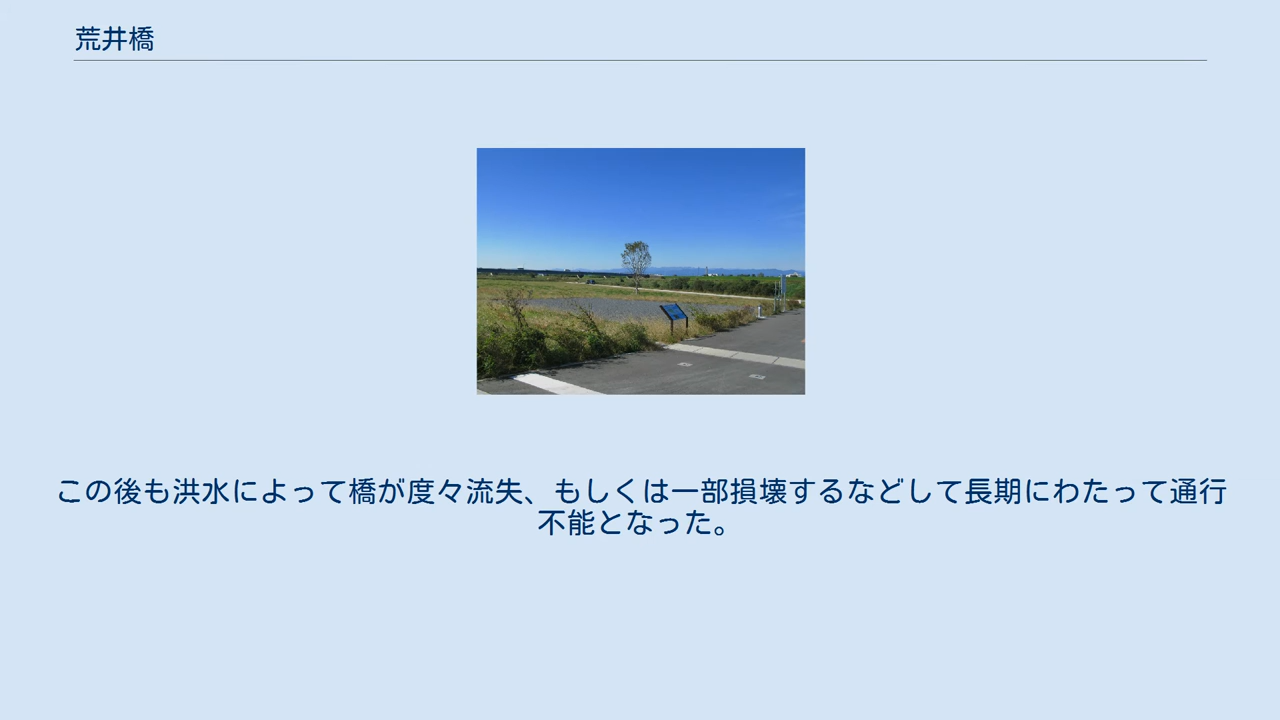 荒井橋
この後も洪水によって橋が度々流失、もしくは一部損壊するなどして長期にわたって通行
不能となった。